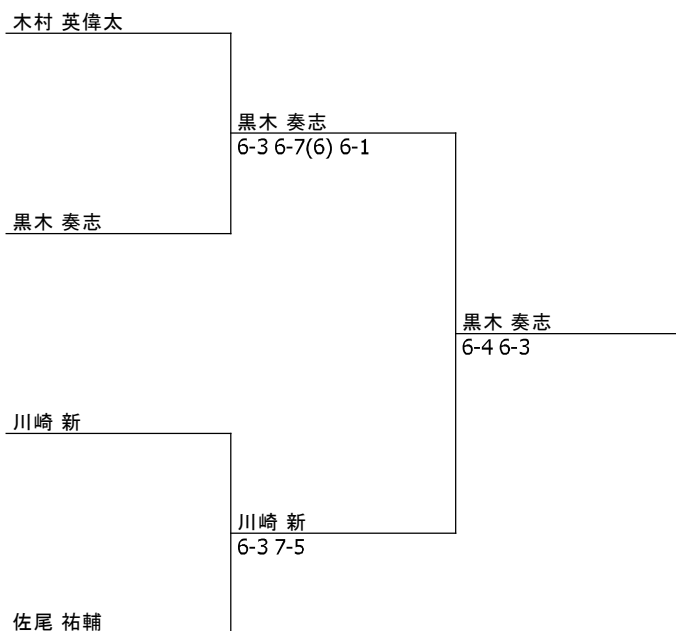 木村 英偉太
黒木 奏志
6-3 6-7(6) 6-1
黒木 奏志
黒木 奏志
6-4 6-3
川崎 新
川崎 新
6-3 7-5
佐尾 祐輔